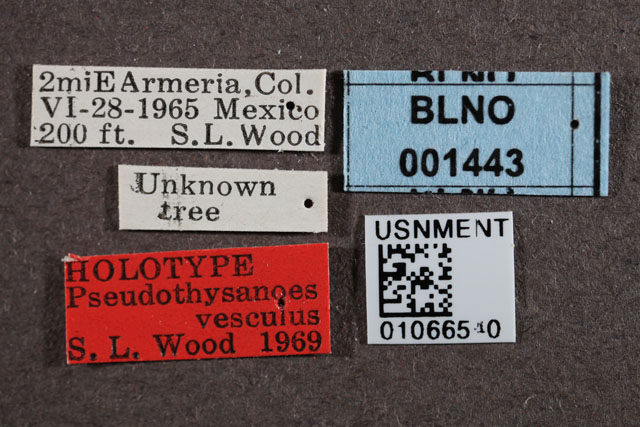 2miE Armeria, Col.
VI-28-1965 Mexico
200 ft. S.L.Wood
Unknown
tree
HOLOTYPE
Pseudothysanoes
vesculus
S. L. Wood 1969
BLNO
001443
USNMENT